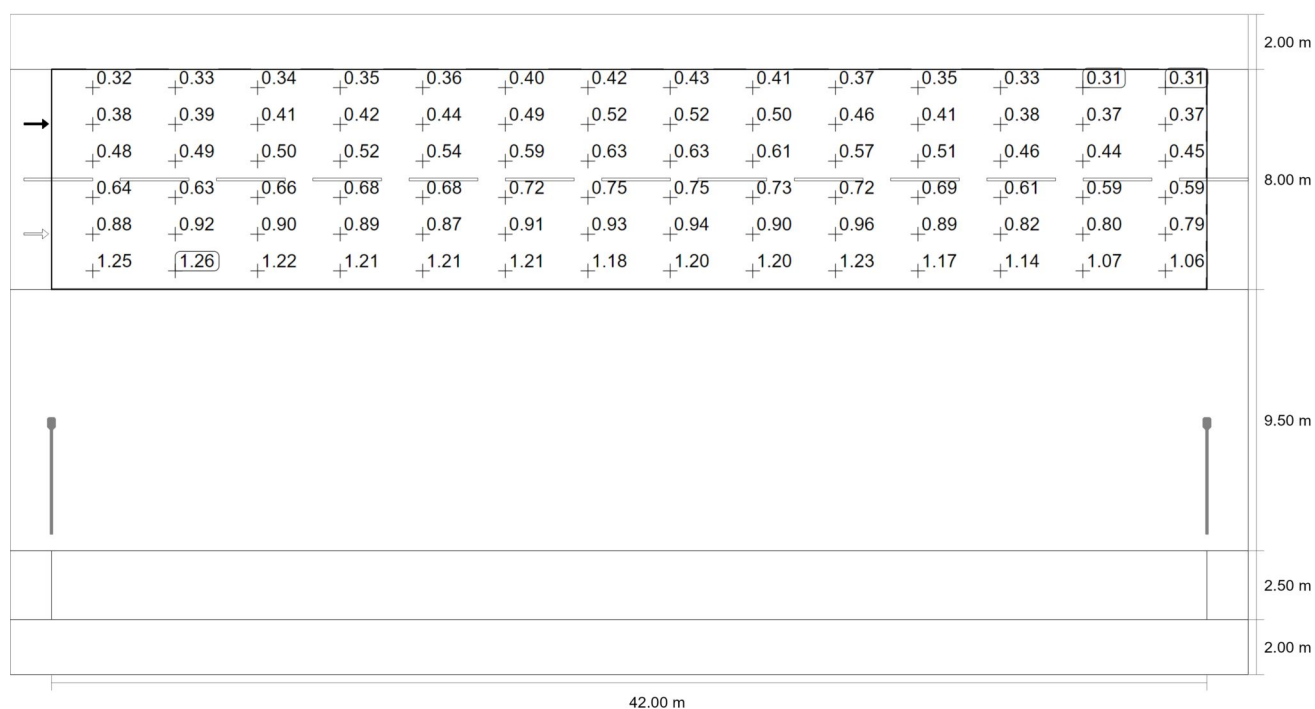 2.00 m
0.32 0.33 0.34 0.35 0.36 0.40 0.42 0.43 0.41 0.37 0.35 0.33 0.31 0.31
0.38 0.39 0.41 0.42 0.44 0.49 0.52 0.52 0.50 0.46 0.41 0.38 0.37 0.37
0.48 0.49 0.50 0.52 0.54 0.59 0.63 0.63 0.61 0.57 0.51 0.46 0.44 0.45
8.00 m
0.64 0.63 0.66 0.68 0.68 0.72 0.75 0.75 0.73 0.72 0.69 0.61 0.59 0.59
0.88 0.92 0.90 0.89 0.87 0.91 0.93 0.94 0.90 0.96 0.89 0.82 0.80 0.79
1.25 1.26 1.22 1.21 1.21 1.21 1.18 1.20 1.20 1.23 1.17 1.14 1.07 1.06
9.50 m
2.50 m
2.00 m
42.00 m